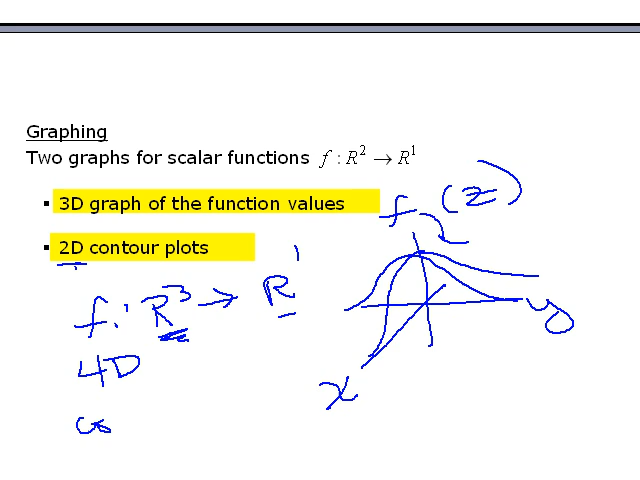 Graphing
Two graphs for scalar functions f : R² → R¹
▪ 3D graph of the function values
▪ 2D contour plots
f (z)
f: R³ → R¹
y
4D
x